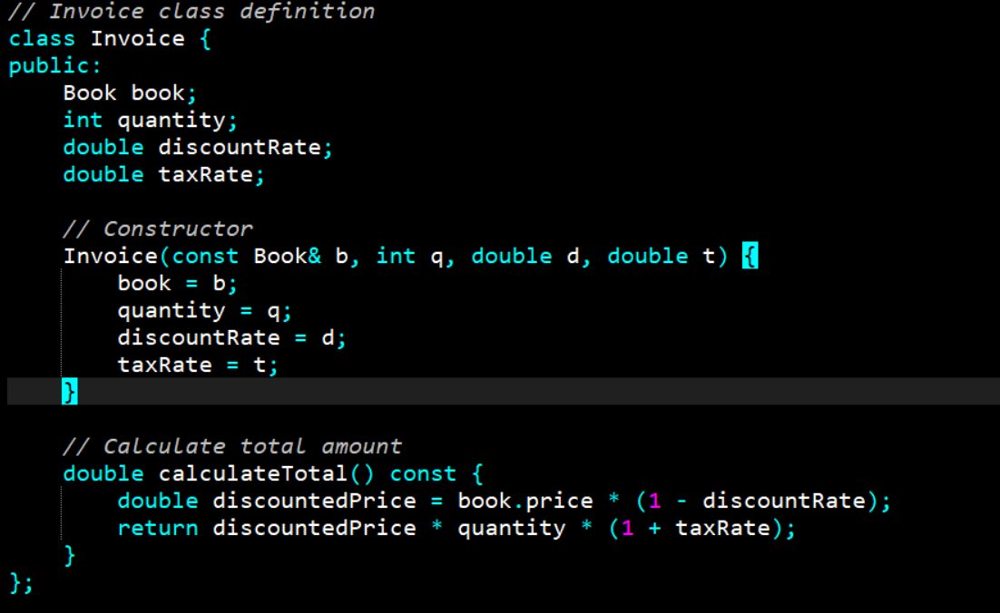 // Invoice class definition
class Invoice {
public:
    Book book;
    int quantity;
    double discountRate;
    double taxRate;

    // Constructor
    Invoice(const Book& b, int q, double d, double t) {
        book = b;
        quantity = q;
        discountRate = d;
        taxRate = t;
    }

    // Calculate total amount
    double calculateTotal() const {
        double discountedPrice = book.price * (1 - discountRate);
        return discountedPrice * quantity * (1 + taxRate);
    }
};